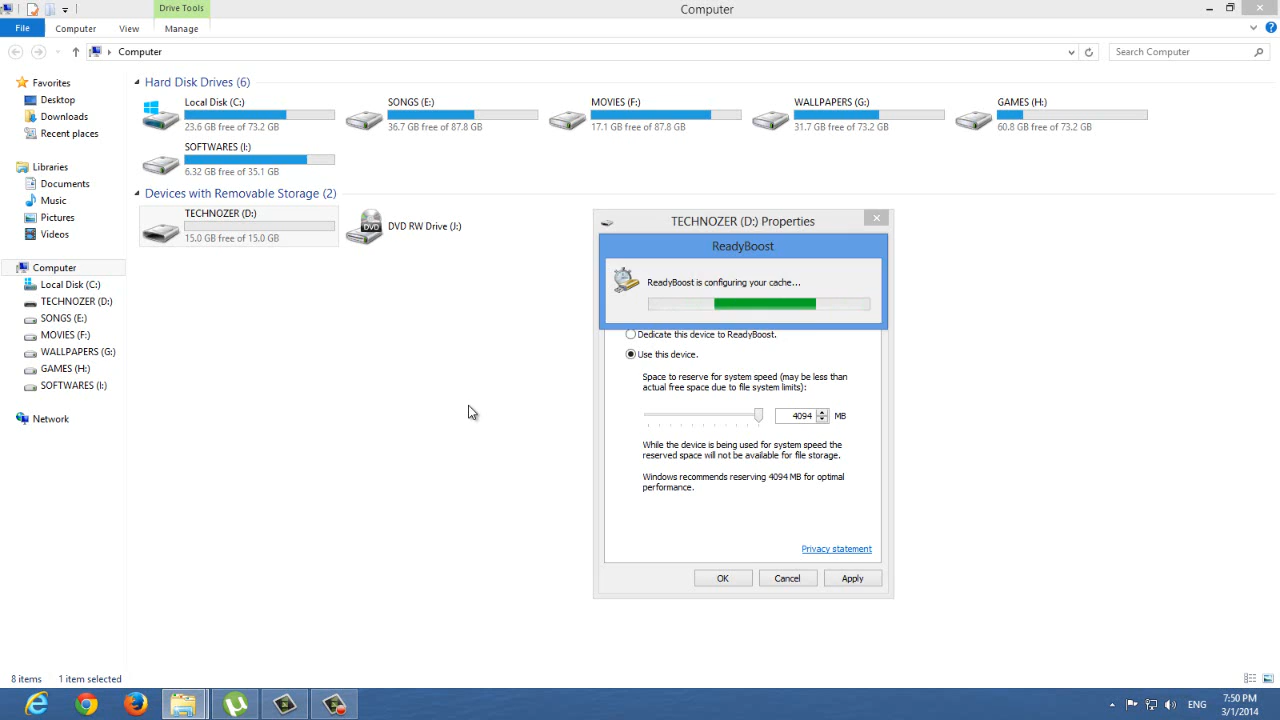 Drive Tools
Computer
File
Computer
View
Manage
Computer
Search Computer
Favorites
Desktop
Downloads
Recent places
Libraries
Documents
Music
Pictures
Videos
Computer
Local Disk (C:)
TECHNOZER (D:)
SONGS (E:)
MOVIES (F:)
WALLPAPERS (G:)
GAMES (H:)
SOFTWARES (I:)
Network
Hard Disk Drives (6)
Local Disk (C:)
23.6 GB free of 73.2 GB
SONGS (E:)
36.7 GB free of 87.8 GB
MOVIES (F:)
17.1 GB free of 87.8 GB
WALLPAPERS (G:)
31.7 GB free of 73.2 GB
GAMES (H:)
60.8 GB free of 73.2 GB
SOFTWARES (I:)
6.32 GB free of 35.1 GB
Devices with Removable Storage (2)
TECHNOZER (D:)
15.0 GB free of 15.0 GB
DVD
DVD RW Drive (J:)
TECHNOZER (D:) Properties
ReadyBoost
ReadyBoost is configuring your cache...
Dedicate this device to ReadyBoost.
Use this device.
Space to reserve for system speed (may be less than
actual free space due to file system limits):
4094 MB
While the device is being used for system speed the
reserved space will not be available for file storage.
Windows recommends reserving 4094 MB for optimal
performance.
Privacy statement
OK
Cancel
Apply
8 items
1 item selected
ENG
7:50 PM
3/1/2014